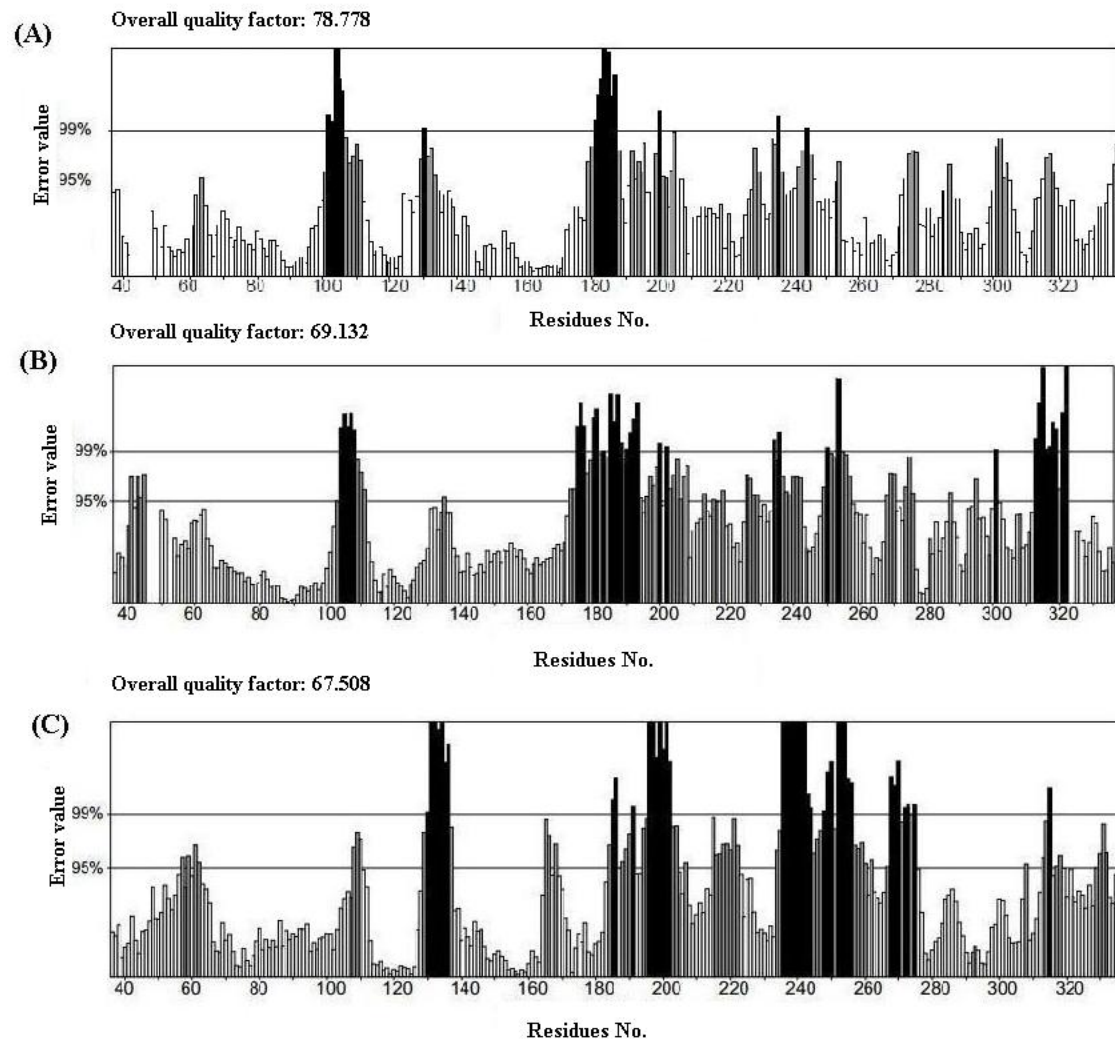 Overall quality factor: 78.778
(A)
Error value
99%
95%
40 60 80 100 120 140 160 180 200 220 240 260 280 300 320
Residues No.
Overall quality factor: 69.132
(B)
Error value
99%
95%
40 60 80 100 120 140 160 180 200 220 240 260 280 300 320
Residues No.
Overall quality factor: 67.508
(C)
Error value
99%
95%
40 60 80 100 120 140 160 180 200 220 240 260 280 300 320
Residues No.